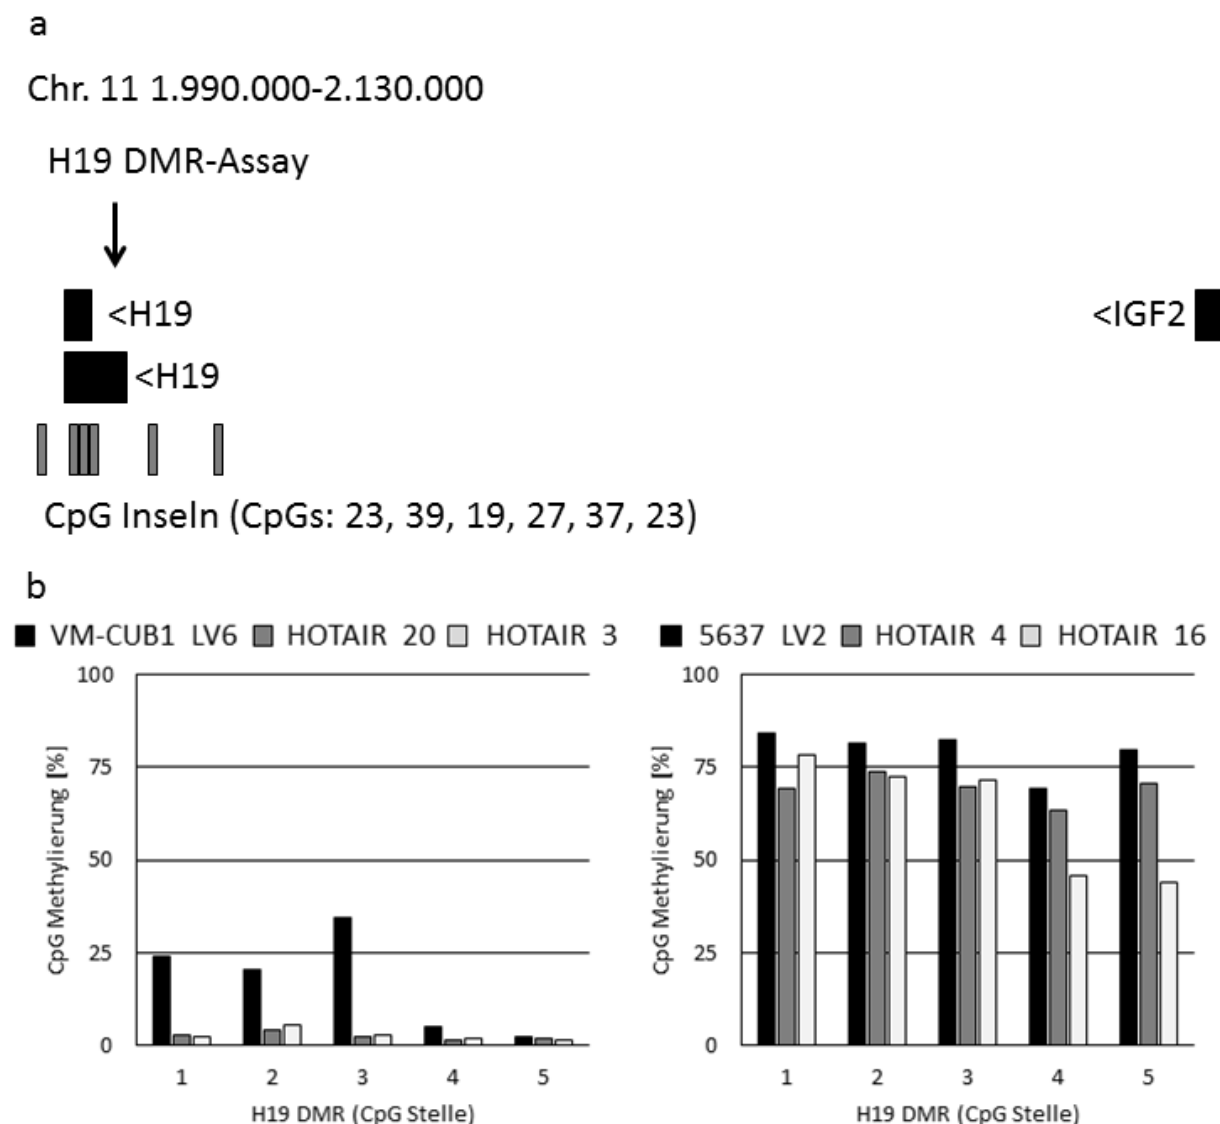 a
Chr. 11 1.990.000-2.130.000
H19 DMR-Assay
<H19
<IGF2
<H19
CpG Inseln (CpGs: 23, 39, 19, 27, 37, 23)
b
VM-CUB1 LV6 HOTAIR 20 HOTAIR 3
100
75
50
25
0
CpG Methylierung [%]
1 2 3 4 5
H19 DMR (CpG Stelle)
5637 LV2 HOTAIR 4 HOTAIR 16
100
75
50
25
0
CpG Methylierung [%]
1 2 3 4 5
H19 DMR (CpG Stelle)